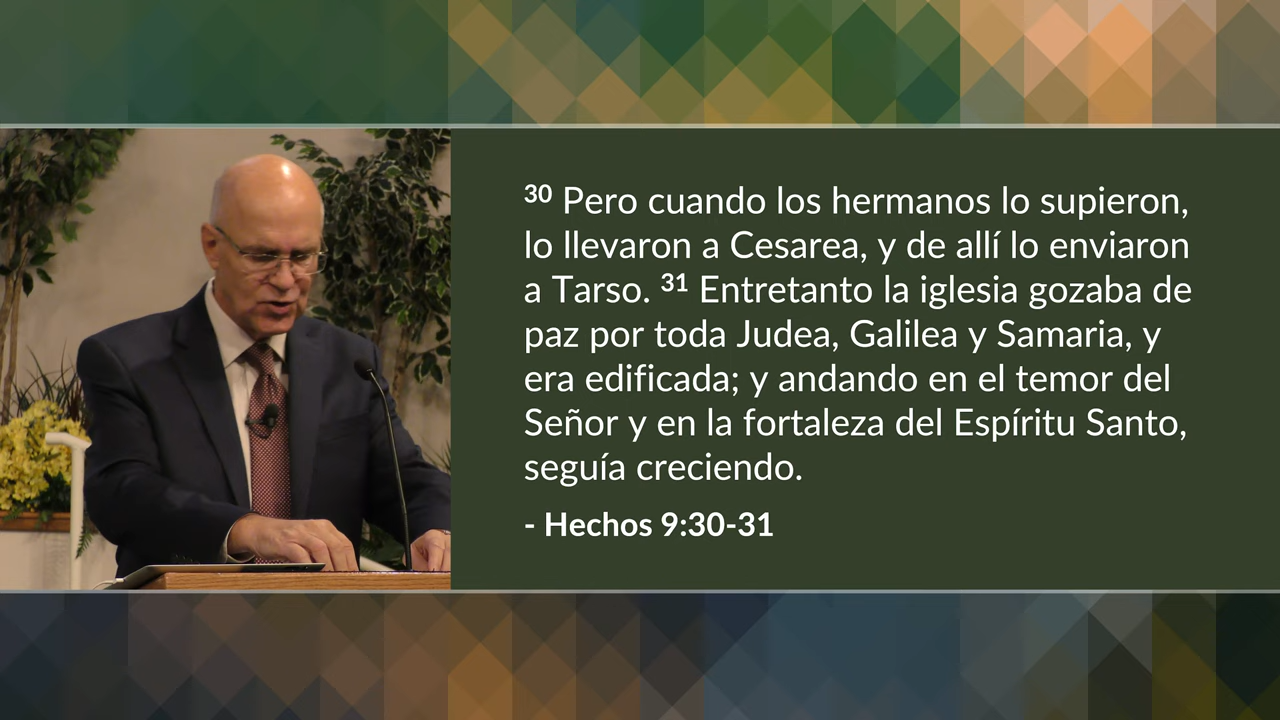 30 Pero cuando los hermanos lo supieron,
lo llevaron a Cesarea, y de allí lo enviaron
a Tarso. 31 Entretanto la iglesia gozaba de
paz por toda Judea, Galilea y Samaria, y
era edificada; y andando en el temor del
Señor y en la fortaleza del Espíritu Santo,
seguía creciendo.
- Hechos 9:30-31